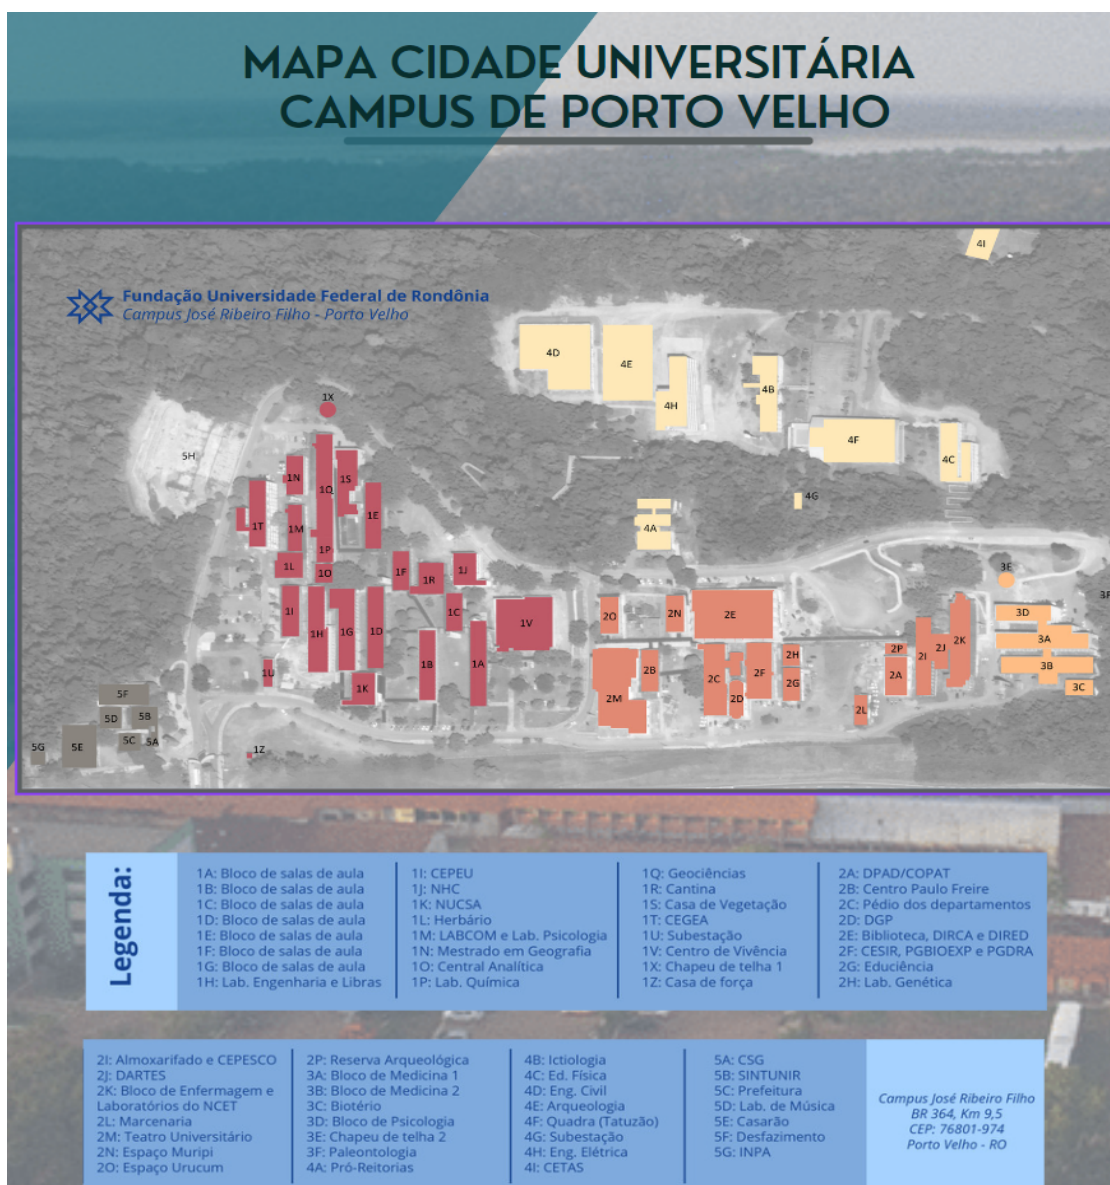 MAPA CIDADE UNIVERSITÁRIA
CAMPUS DE PORTO VELHO
4I
Fundação Universidade Federal de Rondônia
Campus José Ribeiro Filho - Porto Velho
4D
4E
4B
4H
1X
4F
5H
4C
1N
1S
1Q
4G
1T
1M
1E
4A
1P
1L
1O
1F
1R
1J
3E
3F
1I
1C
2O
2N
2E
3D
1H
1G
1D
1V
2P
2I
2J
2K
3A
1U
1B
1A
2B
2H
3B
1K
2M
2C
2D
2F
2G
2A
3C
5F
2L
5D
5B
5G
5E
5C
5A
1Z
Legenda:
1A: Bloco de salas de aula
1B: Bloco de salas de aula
1C: Bloco de salas de aula
1D: Bloco de salas de aula
1E: Bloco de salas de aula
1F: Bloco de salas de aula
1G: Bloco de salas de aula
1H: Lab. Engenharia e Libras
1I: CEPEU
1J: NHC
1K: NUCSA
1L: Herbário
1M: LABCOM e Lab. Psicologia
1N: Mestrado em Geografia
1O: Central Analítica
1P: Lab. Química
1Q: Geociências
1R: Cantina
1S: Casa de Vegetação
1T: CEGEA
1U: Subestação
1V: Centro de Vivência
1X: Chapeu de telha 1
1Z: Casa de força
2A: DPAD/COPAT
2B: Centro Paulo Freire
2C: Pédio dos departamentos
2D: DGP
2E: Biblioteca, DIRCA e DIRED
2F: CESIR, PGBIOEXP e PGDRA
2G: Educiência
2H: Lab. Genética
2I: Almoxarifado e CEPESCO
2J: DARTES
2K: Bloco de Enfermagem e
Laboratórios do NCET
2L: Marcenaria
2M: Teatro Universitário
2N: Espaço Muripi
2O: Espaço Urucum
2P: Reserva Arqueológica
3A: Bloco de Medicina 1
3B: Bloco de Medicina 2
3C: Biotério
3D: Bloco de Psicologia
3E: Chapeu de telha 2
3F: Paleontologia
4A: Pró-Reitorias
4B: Ictiologia
4C: Ed. Física
4D: Eng. Civil
4E: Arqueologia
4F: Quadra (Tatuzão)
4G: Subestação
4H: Eng. Elétrica
4I: CETAS
5A: CSG
5B: SINTUNIR
5C: Prefeitura
5D: Lab. de Música
5E: Casarão
5F: Desfazimento
5G: INPA
Campus José Ribeiro Filho
BR 364, Km 9,5
CEP: 76801-974
Porto Velho - RO